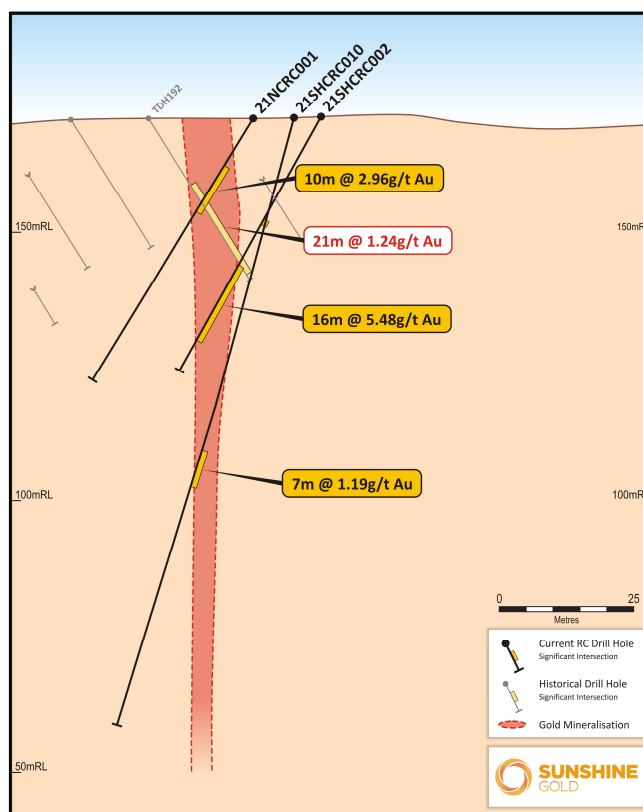 TDH192
21NCRC001
21SHCRC010
21SHCRC002
10m @ 2.96g/t Au
150mRL
150mRL
21m @ 1.24g/t Au
16m @ 5.48g/t Au
7m @ 1.19g/t Au
100mRL
100mRL
0
25
Metres
Current RC Drill Hole
Significant Intersection
Historical Drill Hole
Significant Intersection
Gold Mineralisation
50mRL
SUNSHINE
GOLD